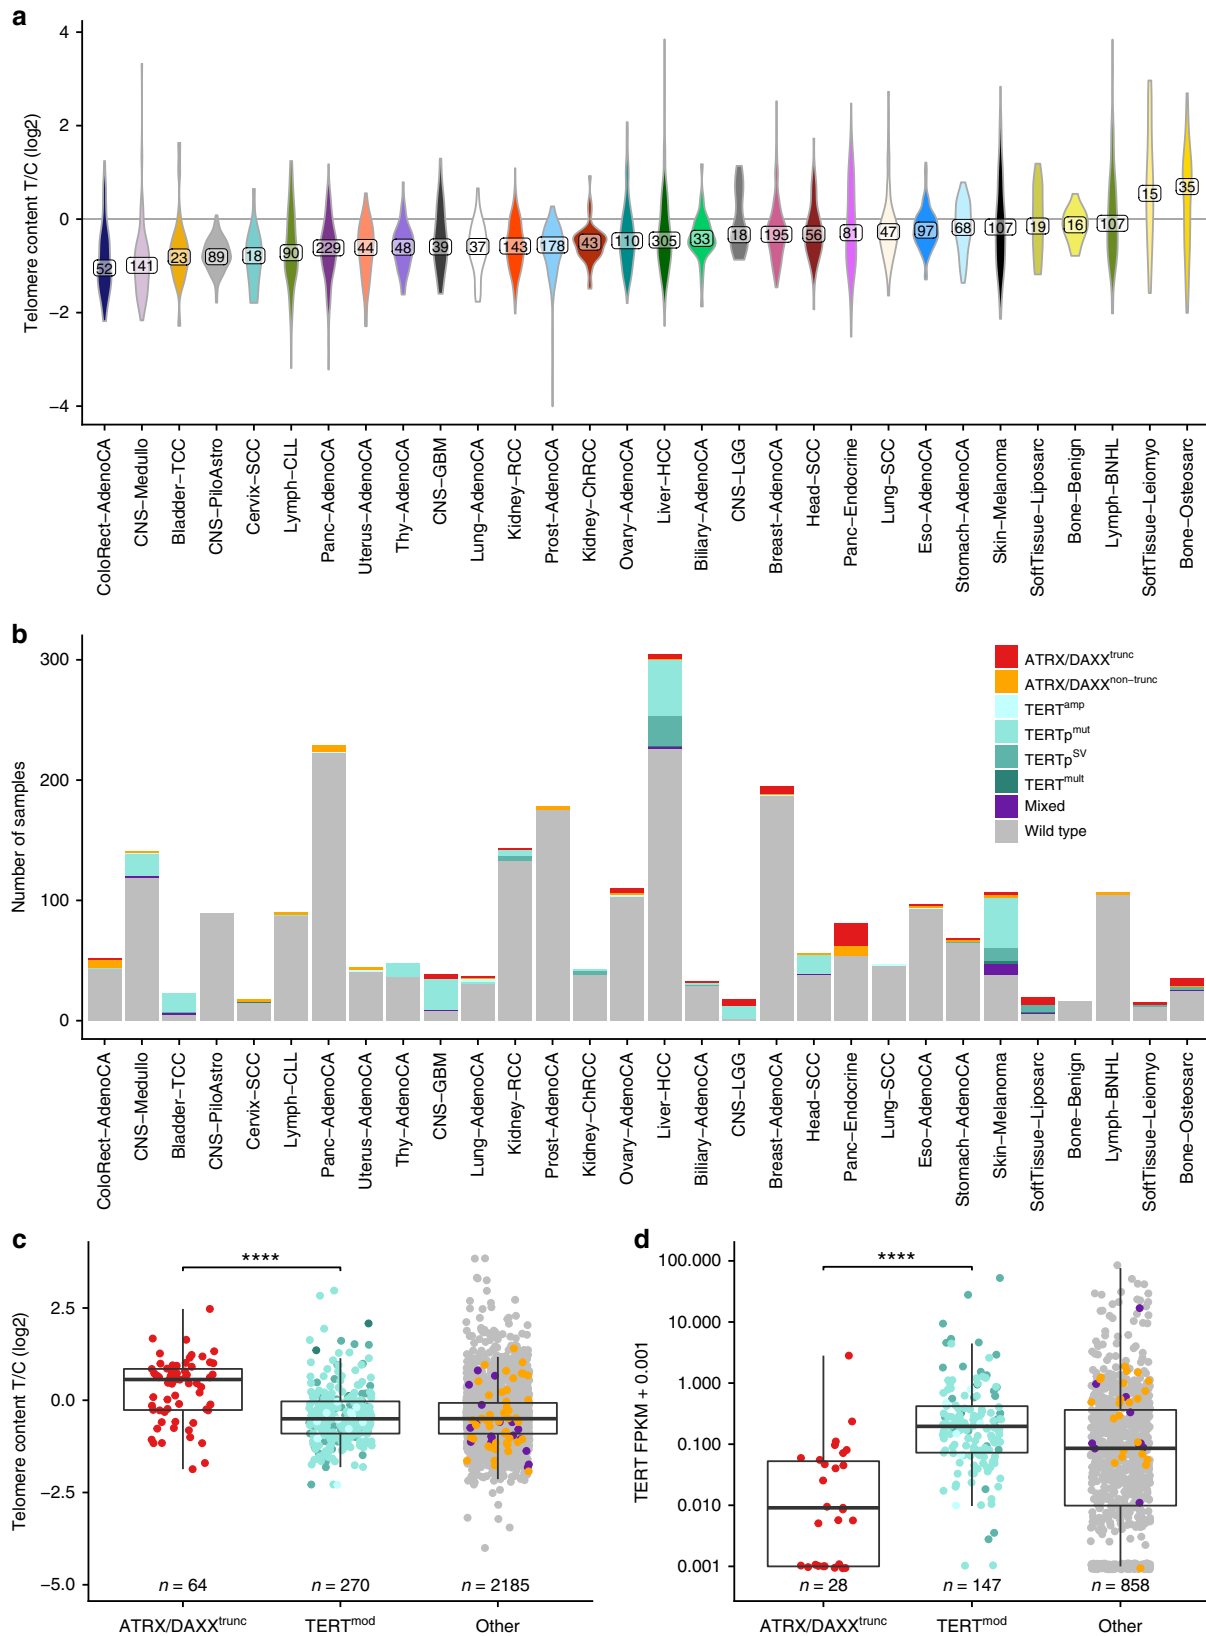 a
Telomere content T/C (log2)
4
2
0
−2
−4
52
141
23
89
18
90
229
44
48
39
37
143
178
43
110
305
33
18
195
56
81
47
97
68
107
19
16
107
15
35
ColoRect−AdenoCA
CNS−Medullo
Bladder−TCC
CNS−PiloAstro
Cervix−SCC
Lymph−CLL
Panc−AdenoCA
Uterus−AdenoCA
Thy−AdenoCA
CNS−GBM
Lung−AdenoCA
Kidney−RCC
Prost−AdenoCA
Kidney−ChRCC
Ovary−AdenoCA
Liver−HCC
Biliary−AdenoCA
CNS−LGG
Breast−AdenoCA
Head−SCC
Panc−Endocrine
Lung−SCC
Eso−AdenoCA
Stomach−AdenoCA
Skin−Melanoma
SoftTissue−Liposarc
Bone−Benign
Lymph−BNHL
SoftTissue−Leiomyo
Bone−Osteosarc
b
Number of samples
300
200
100
0
ATRX/DAXXtrunc
ATRX/DAXXnon−trunc
TERTamp
TERTpmut
TERTpSV
TERTmult
Mixed
Wild type
ColoRect−AdenoCA
CNS−Medullo
Bladder−TCC
CNS−PiloAstro
Cervix−SCC
Lymph−CLL
Panc−AdenoCA
Uterus−AdenoCA
Thy−AdenoCA
CNS−GBM
Lung−AdenoCA
Kidney−RCC
Prost−AdenoCA
Kidney−ChRCC
Ovary−AdenoCA
Liver−HCC
Biliary−AdenoCA
CNS−LGG
Breast−AdenoCA
Head−SCC
Panc−Endocrine
Lung−SCC
Eso−AdenoCA
Stomach−AdenoCA
Skin−Melanoma
SoftTissue−Liposarc
Bone−Benign
Lymph−BNHL
SoftTissue−Leiomyo
Bone−Osteosarc
c
Telomere content T/C (log2)
2.5
0.0
−2.5
−5.0
****
n = 64
n = 270
n = 2185
ATRX/DAXXtrunc
TERTmod
Other
d
TERT FPKM + 0.001
100.000
10.000
1.000
0.100
0.010
0.001
****
n = 28
n = 147
n = 858
ATRX/DAXXtrunc
TERTmod
Other